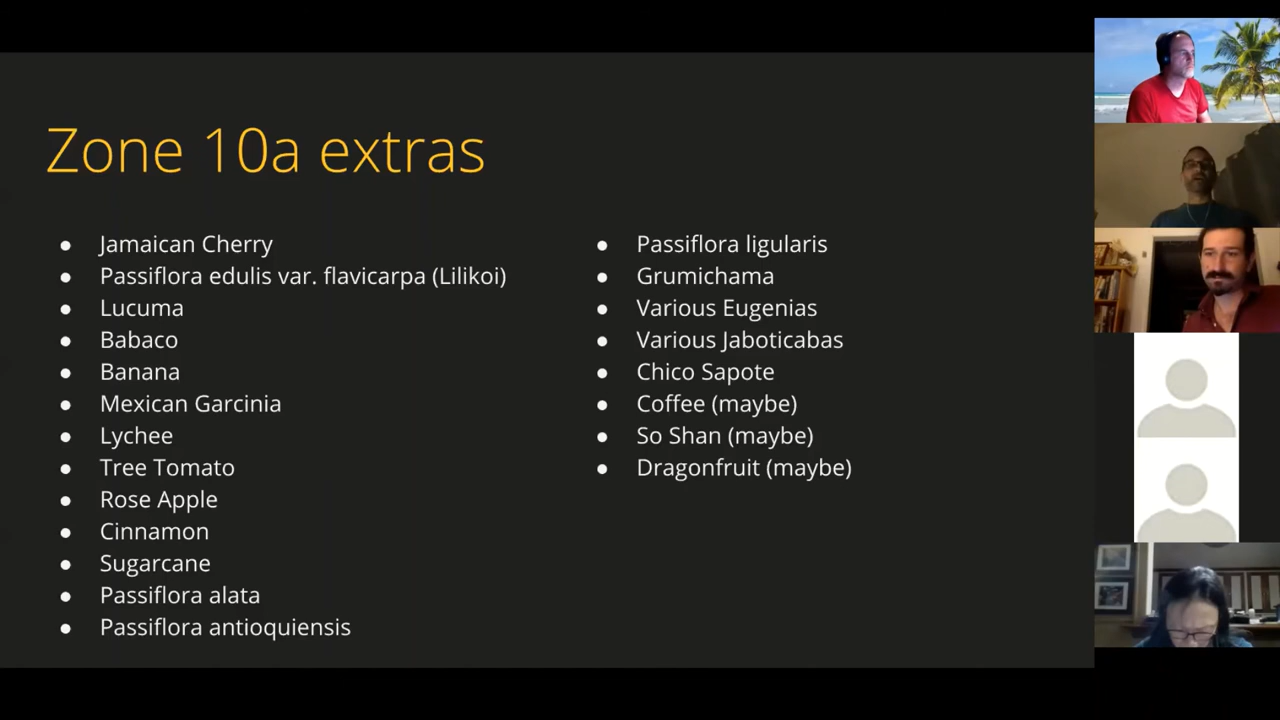 Zone 10a extras
● Jamaican Cherry
● Passiflora edulis var. flavicarpa (Lilikoi)
● Lucuma
● Babaco
● Banana
● Mexican Garcinia
● Lychee
● Tree Tomato
● Rose Apple
● Cinnamon
● Sugarcane
● Passiflora alata
● Passiflora antioquiensis
● Passiflora ligularis
● Grumichama
● Various Eugenias
● Various Jaboticabas
● Chico Sapote
● Coffee (maybe)
● So Shan (maybe)
● Dragonfruit (maybe)